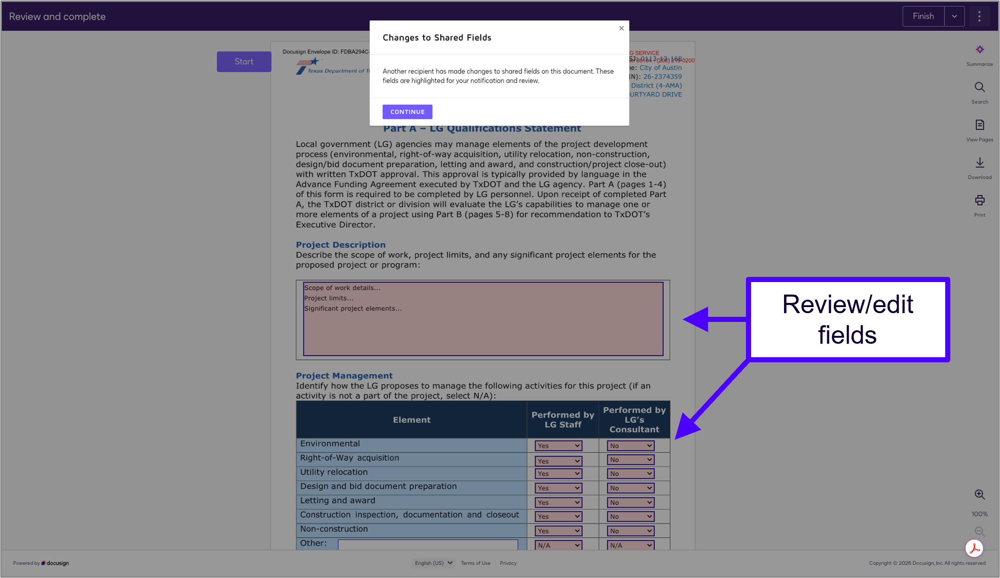 Review and complete
Finish
Changes to Shared Fields
Another recipient has made changes to shared fields on this document. These
fields are highlighted for your notification and review.
CONTINUE
Start
Docusign Envelope ID: FDBA294C-
Texas Department of T
G SERVICE
SJ: 0113-13-168
98104 • (206) 219-0200
ne: City of Austin
IN): 26-2374359
District (4-AMA)
URTYARD DRIVE
Part A – LG Qualifications Statement
Local government (LG) agencies may manage elements of the project development
process (environmental, right-of-way acquisition, utility relocation, non-construction,
design/bid document preparation, letting and award, and construction/project close-out)
with written TxDOT approval. This approval is typically provided by language in the
Advance Funding Agreement executed by TxDOT and the LG agency. Part A (pages 1-4)
of this form is required to be completed by LG personnel. Upon receipt of completed Part
A, the TxDOT district or division will evaluate the LG's capabilities to manage one or
more elements of a project using Part B (pages 5-8) for recommendation to TxDOT's
Executive Director.
Project Description
Describe the scope of work, project limits, and any significant project elements for the
proposed project or program:
Scope of work details...
Project limits...
Significant project elements...
Review/edit
fields
Project Management
Identify how the LG proposes to manage the following activities for this project (if an
activity is not a part of the project, select N/A):
Element
Performed by
LG Staff
Performed by
LG's
Consultant
Environmental Yes No
Right-of-Way acquisition Yes No
Utility relocation Yes No
Design and bid document preparation Yes No
Letting and award Yes No
Construction inspection, documentation and closeout Yes No
Non-construction Yes No
Other: N/A N/A
Summarize
Search
View Pages
Download
Print
100%
Powered by docusign
English (US)
Terms of Use
Privacy
Copyright © 2026 Docusign, Inc. All rights reserved